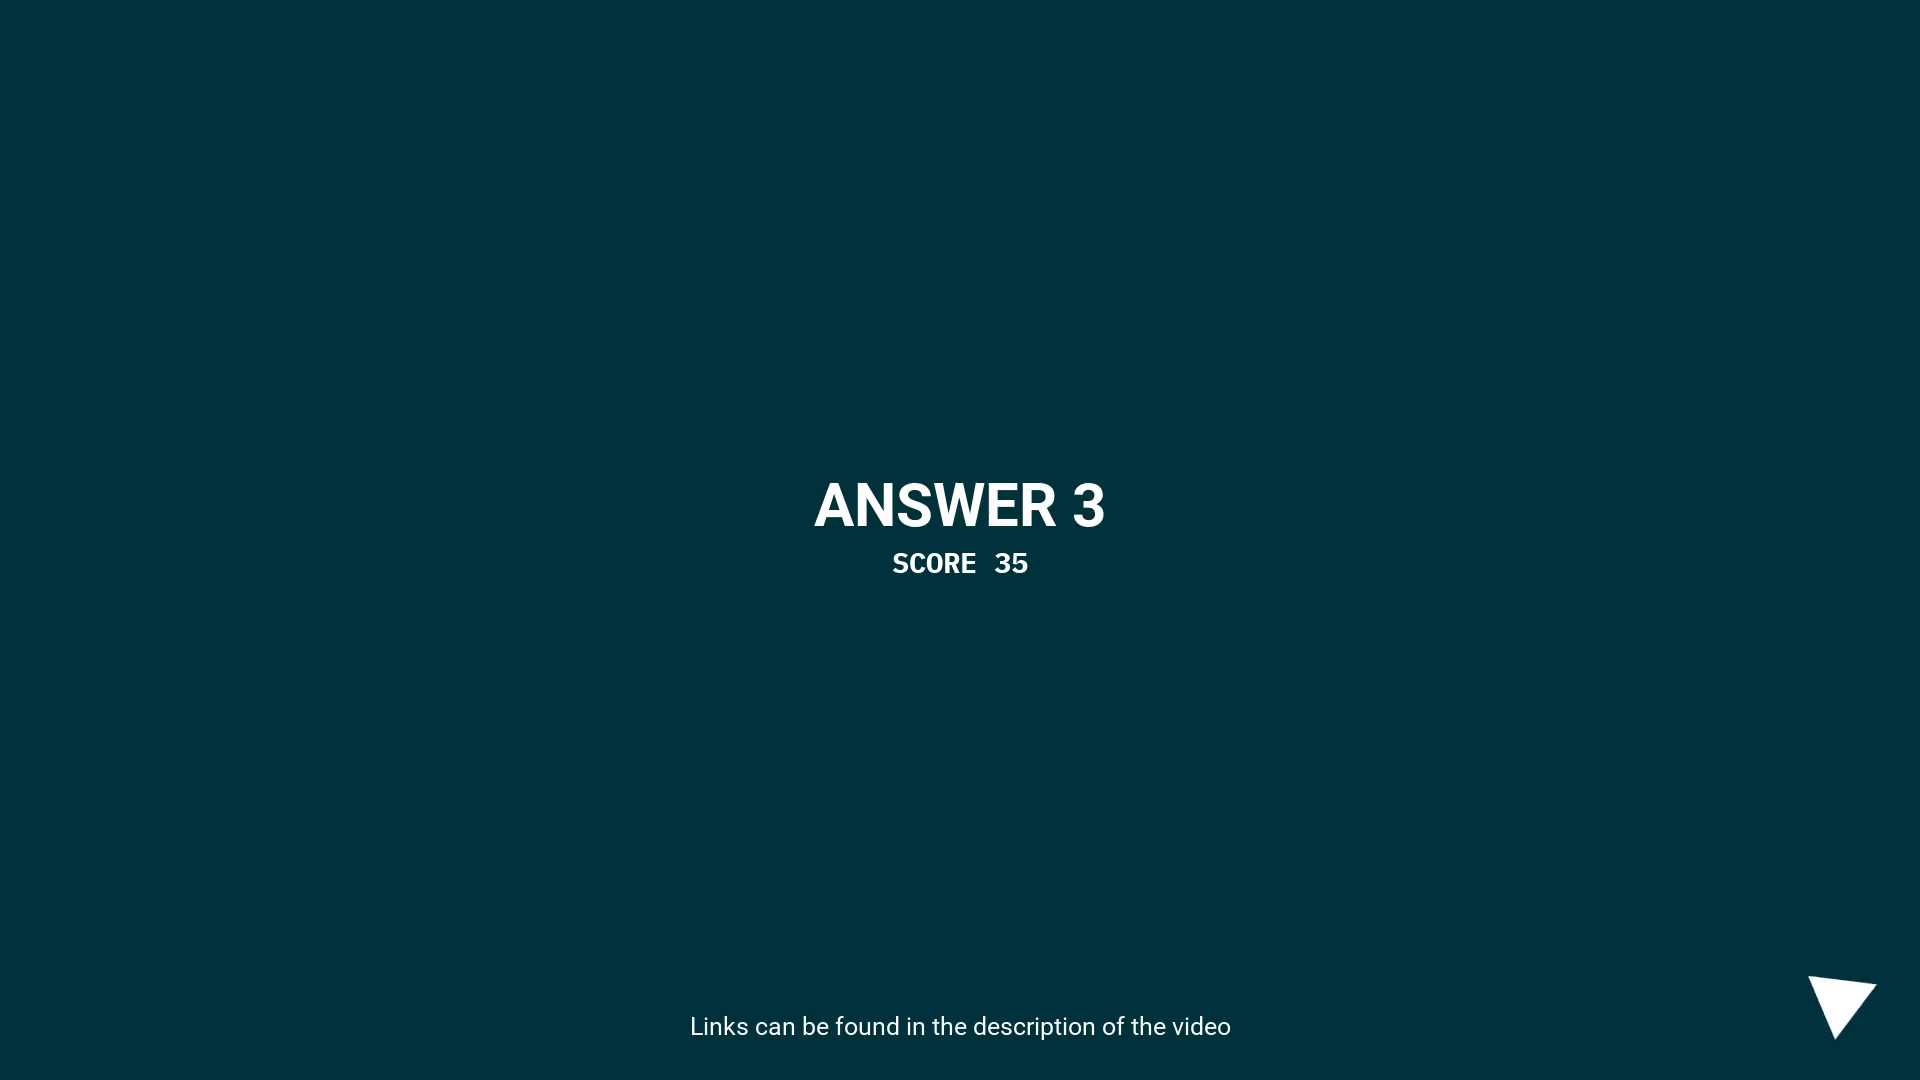 ANSWER 3
SCORE 35
Links can be found in the description of the video